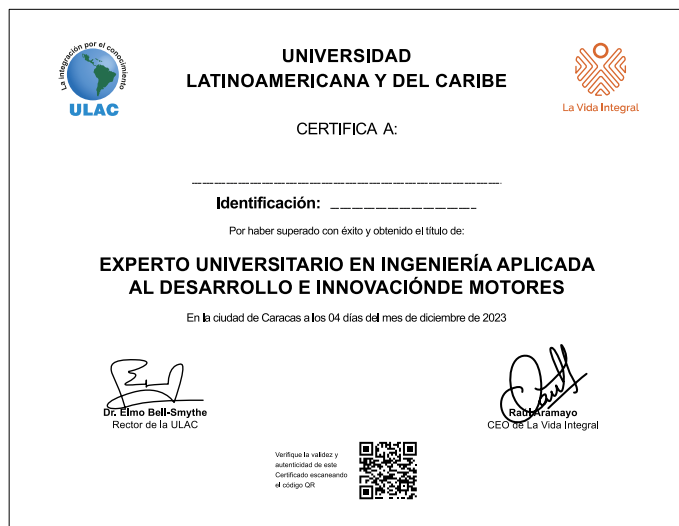 La integración por el conocimiento
ULAC
UNIVERSIDAD
LATINOAMERICANA Y DEL CARIBE
La Vida Integral
CERTIFICA A:
Identificación:
Por haber superado con éxito y obtenido el título de:
EXPERTO UNIVERSITARIO EN INGENIERÍA APLICADA
AL DESARROLLO E INNOVACIÓNDE MOTORES
En la ciudad de Caracas a los 04 días del mes de diciembre de 2023
Dr. Elmo Bell-Smythe
Rector de la ULAC
Raúl Aramayo
CEO de La Vida Integral
Verifique la validez y
autenticidad de este
Certificado escaneando
el código QR